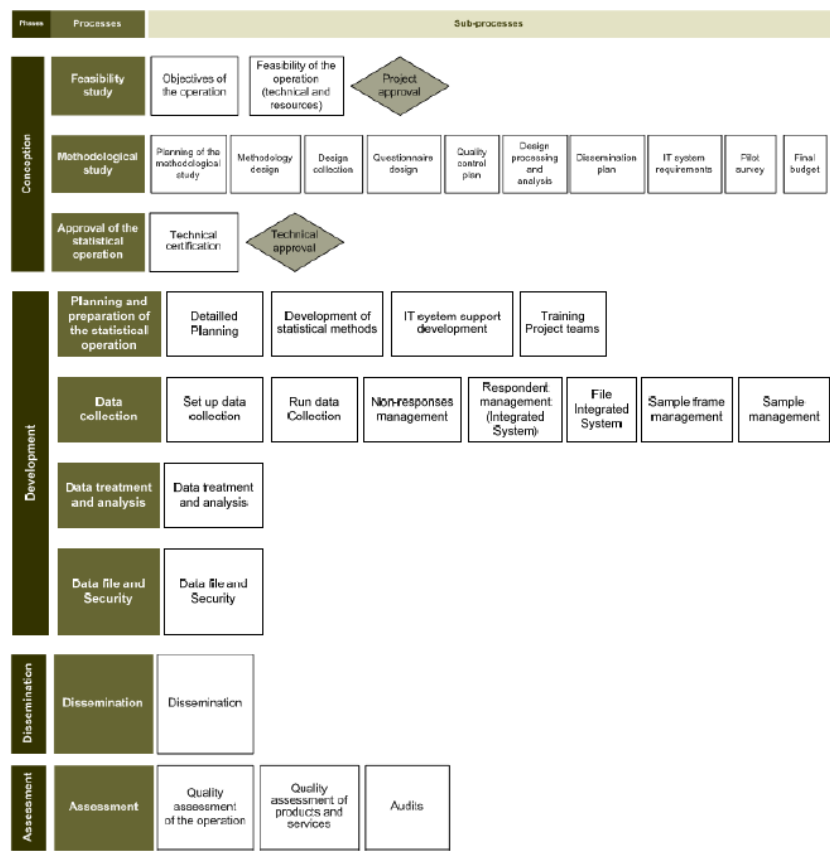 Phases
Processes
Sub-processes
Conception
Feasibility
study
Objectives of
the operation
Feasibility of the
operation
(technical and
resources)
Project
approval
Methodological
study
Planning of the
methodological
study
Methodology
design
Design
collection
Questionnaire
design
Quality
control
plan
Design
processing
and
analysis
Dissemination
plan
IT system
requirements
Pilot
survey
Final
budget
Approval of the
statistical
operation
Technical
certification
Technical
approval
Development
Planning and
preparation of
the statistical
operation
Detailled
Planning
Development of
statistical methods
IT system support
development
Training
Project teams
Data
collection
Set up data
collection
Run data
Collection
Non-responses
management
Respondent
management
(Integrated
System)
File
Integrated
System
Sample frame
management
Sample
management
Data treatment
and analysis
Data treatment
and analysis
Data file and
Security
Data file and
Security
Dissemination
Dissemination
Dissemination
Assessment
Assessment
Quality
assessment
of the operation
Quality
assessment of
products and
services
Audits